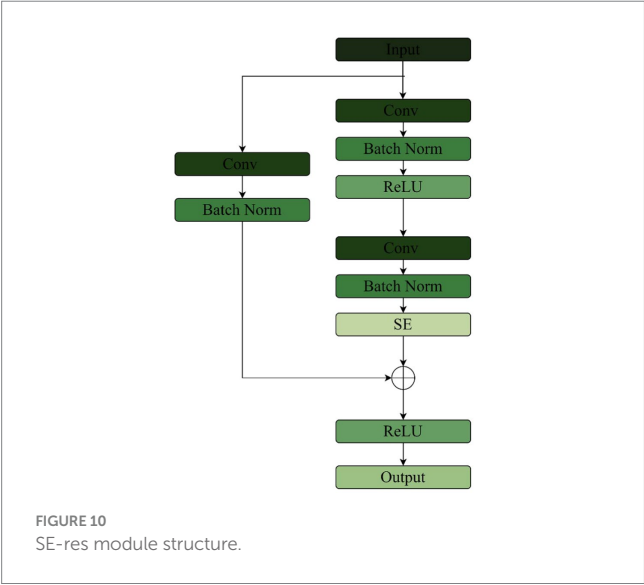 Input
Conv
Batch Norm
ReLU
Conv
Batch Norm
Conv
Batch Norm
SE
ReLU
Output
FIGURE 10
SE-res module structure.